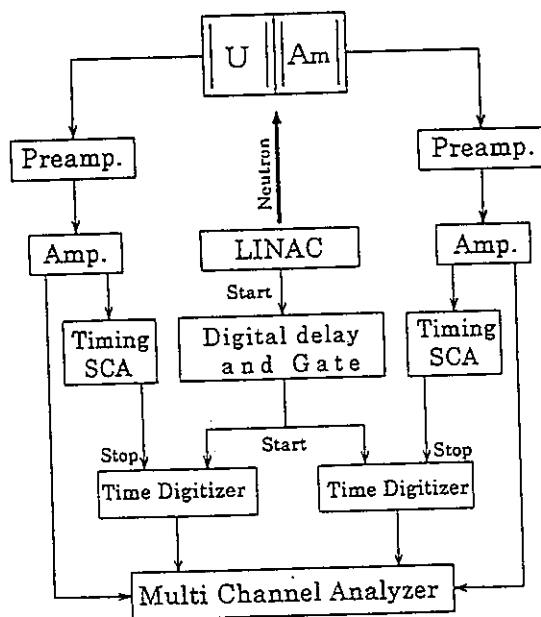 U
Am
Preamp.
Preamp.
Neutron
Amp.
LINAC
Amp.
Start
Timing
SCA
Digital delay
and Gate
Timing
SCA
Stop
Start
Stop
Time Digitizer
Time Digitizer
Multi Channel Analyzer